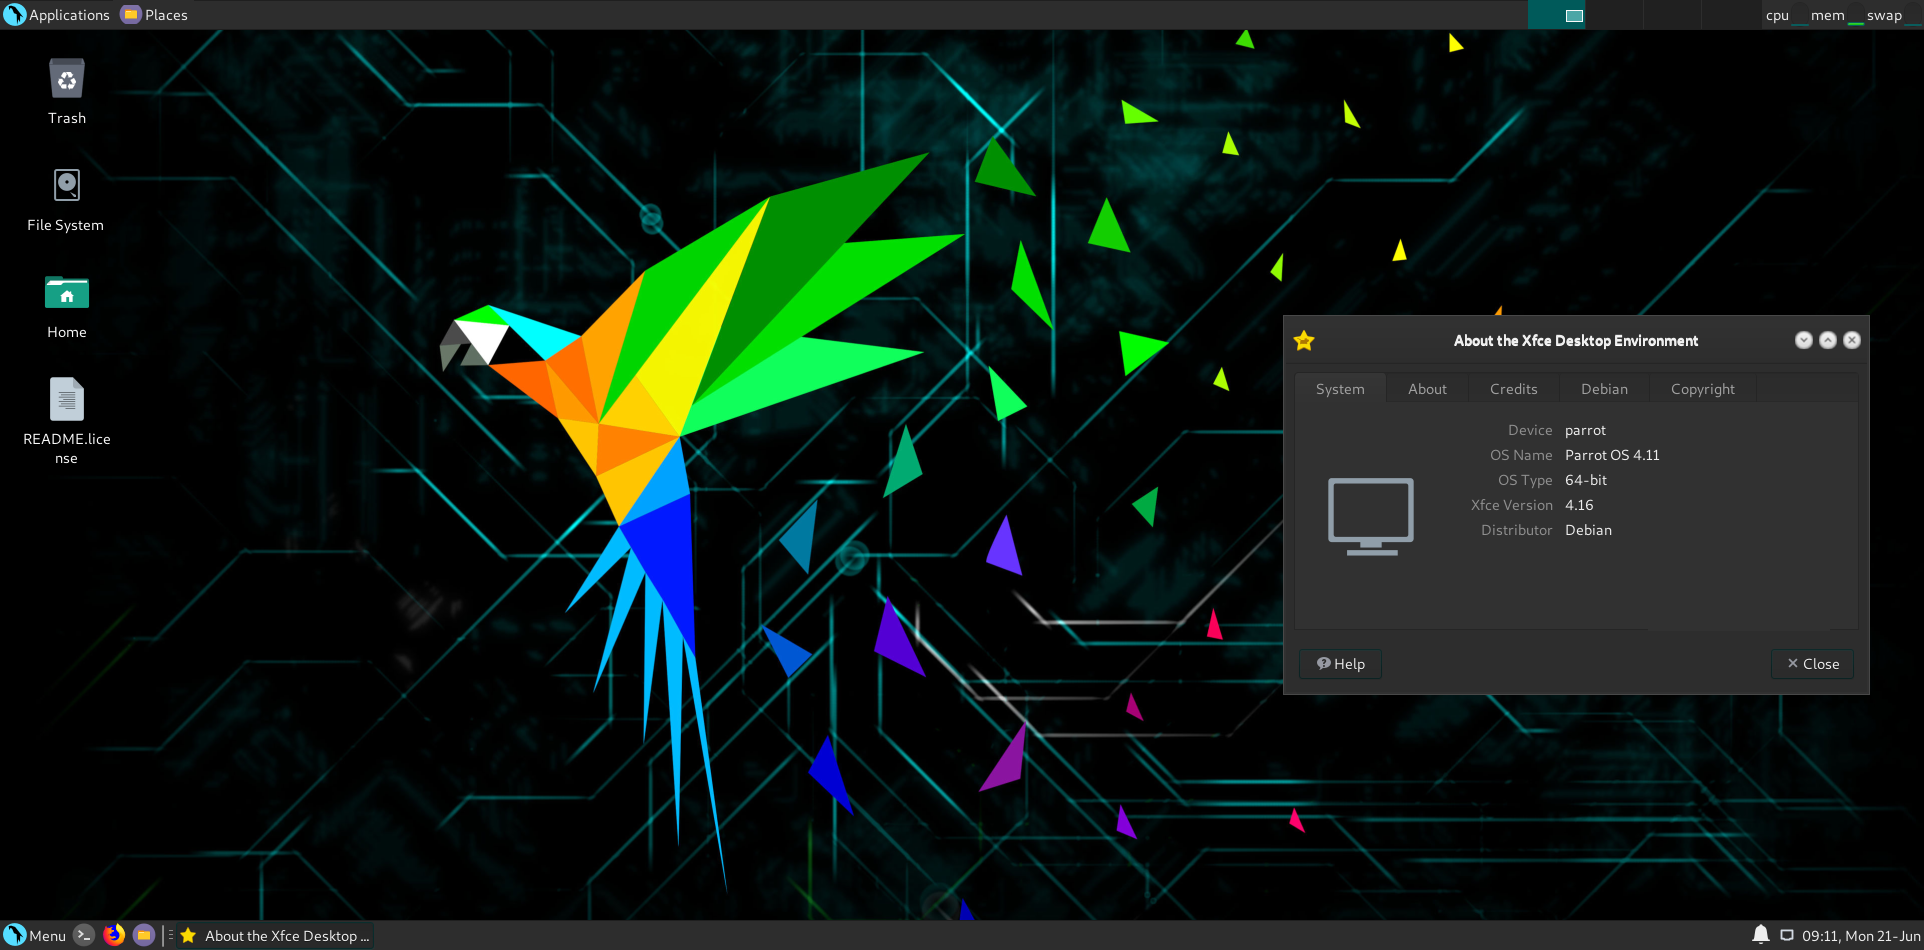 Applications
Places
cpu
mem
swap
Trash
File System
Home
README.lice
nse
About the Xfce Desktop Environment
System
About
Credits
Debian
Copyright
Device parrot
OS Name Parrot OS 4.11
OS Type 64-bit
Xfce Version 4.16
Distributor Debian
Help
Close
Menu
About the Xfce Desktop ...
09:11, Mon 21-Jun